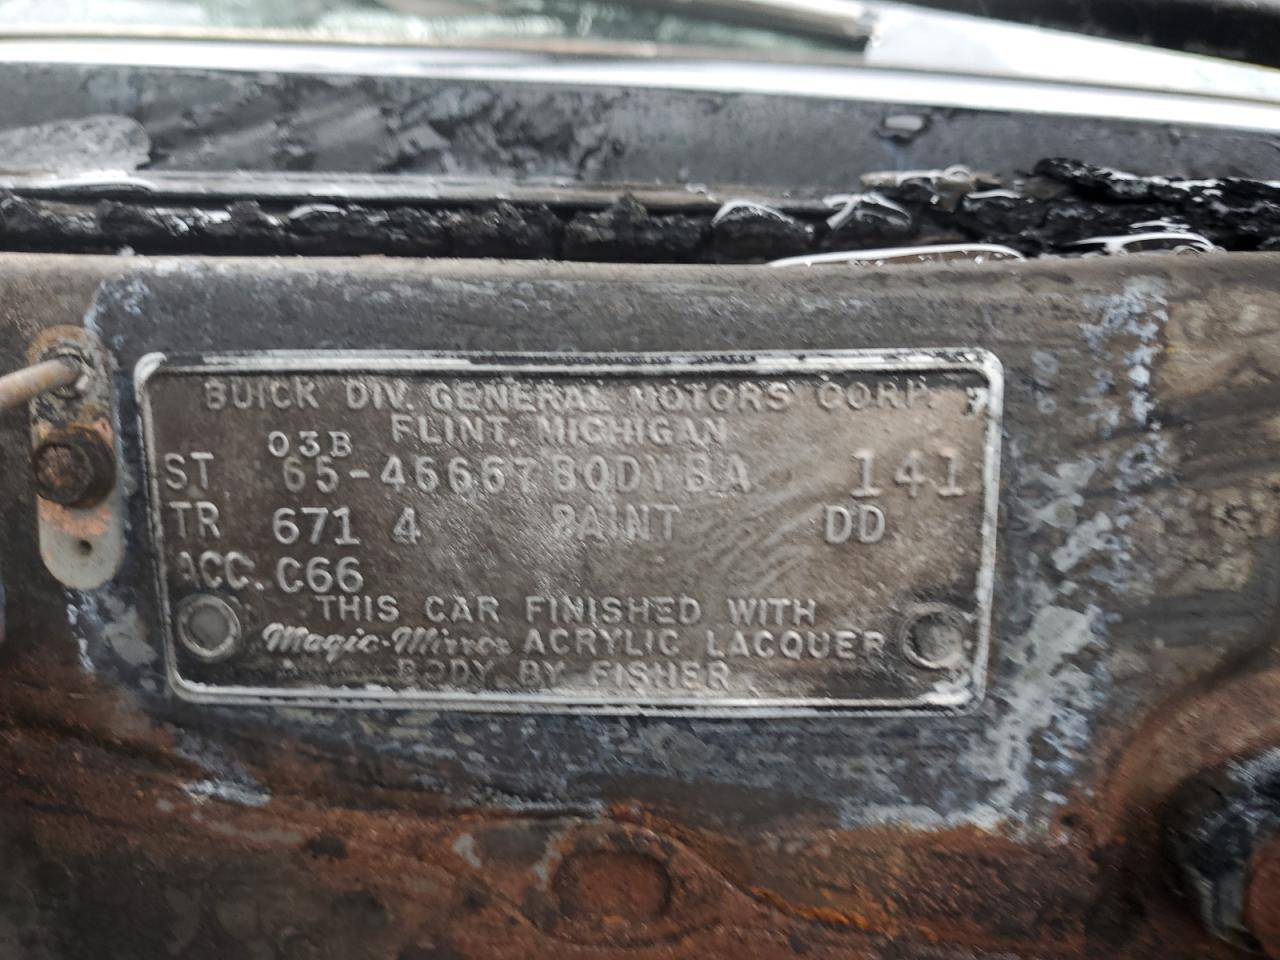 BUICK DIV. GENERAL MOTORS CORP.
FLINT, MICHIGAN
03B
ST 65-46667 BODY BA 141
TR 671 4 PAINT DD
ACC. C66
THIS CAR FINISHED WITH
Magic-Mirror ACRYLIC LACQUER
BODY BY FISHER